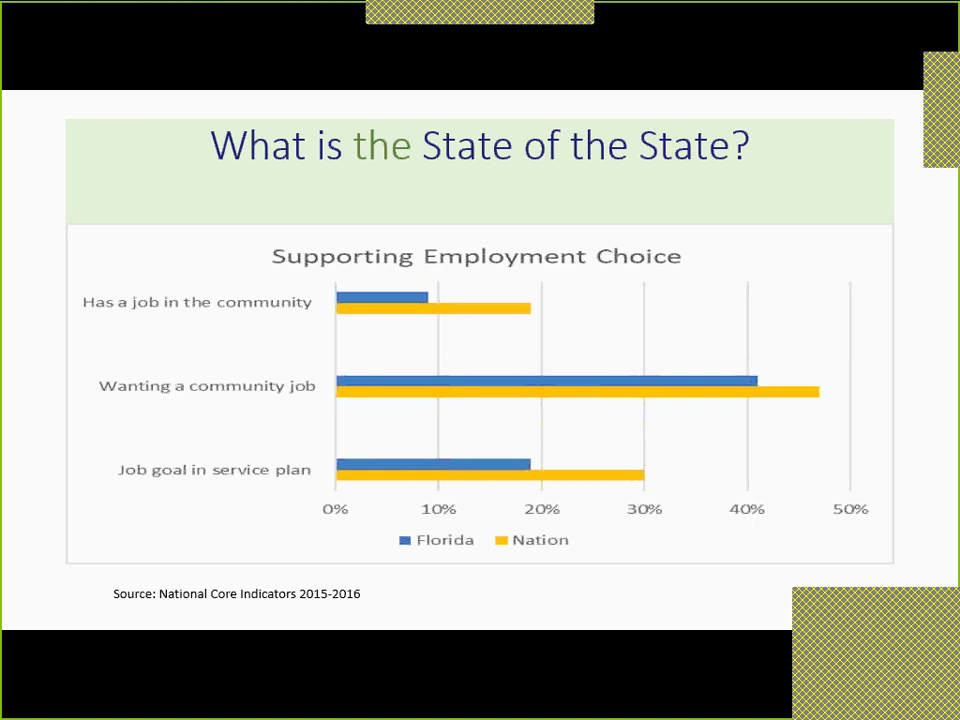 What is the State of the State?
Supporting Employment Choice
Has a job in the community
Wanting a community job
Job goal in service plan
0% 10% 20% 30% 40% 50%
Florida Nation
Source: National Core Indicators 2015-2016